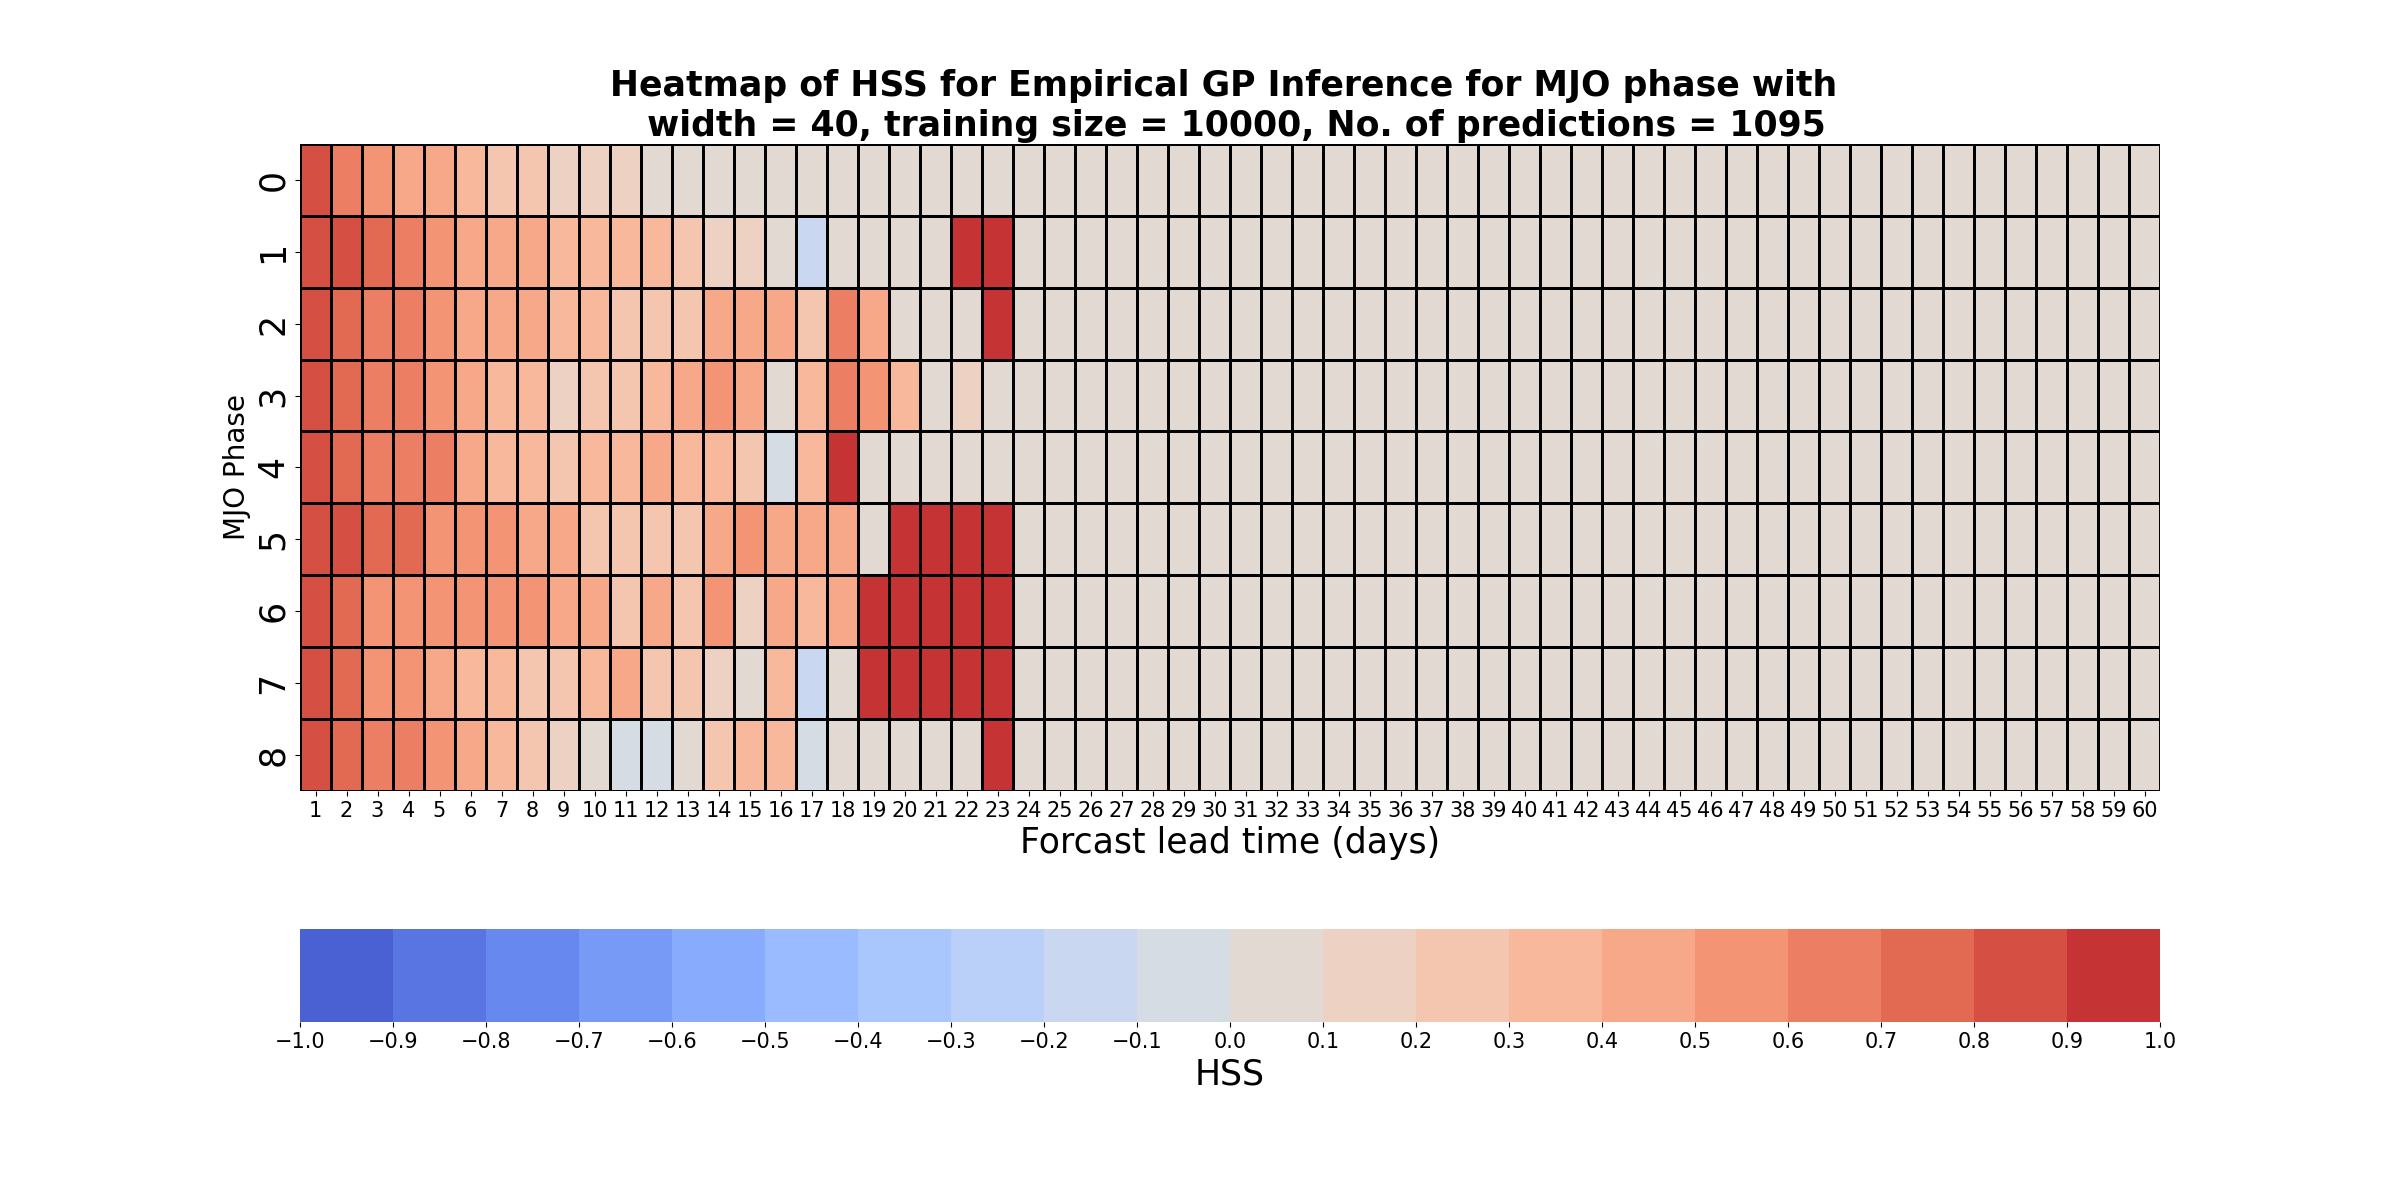 Heatmap of HSS for Empirical GP Inference for MJO phase with
width = 40, training size = 10000, No. of predictions = 1095
MJO Phase
0
1
2
3
4
5
6
7
8
1 2 3 4 5 6 7 8 9 10 11 12 13 14 15 16 17 18 19 20 21 22 23 24 25 26 27 28 29 30 31 32 33 34 35 36 37 38 39 40 41 42 43 44 45 46 47 48 49 50 51 52 53 54 55 56 57 58 59 60
Forcast lead time (days)
−1.0 −0.9 −0.8 −0.7 −0.6 −0.5 −0.4 −0.3 −0.2 −0.1 0.0 0.1 0.2 0.3 0.4 0.5 0.6 0.7 0.8 0.9 1.0
HSS